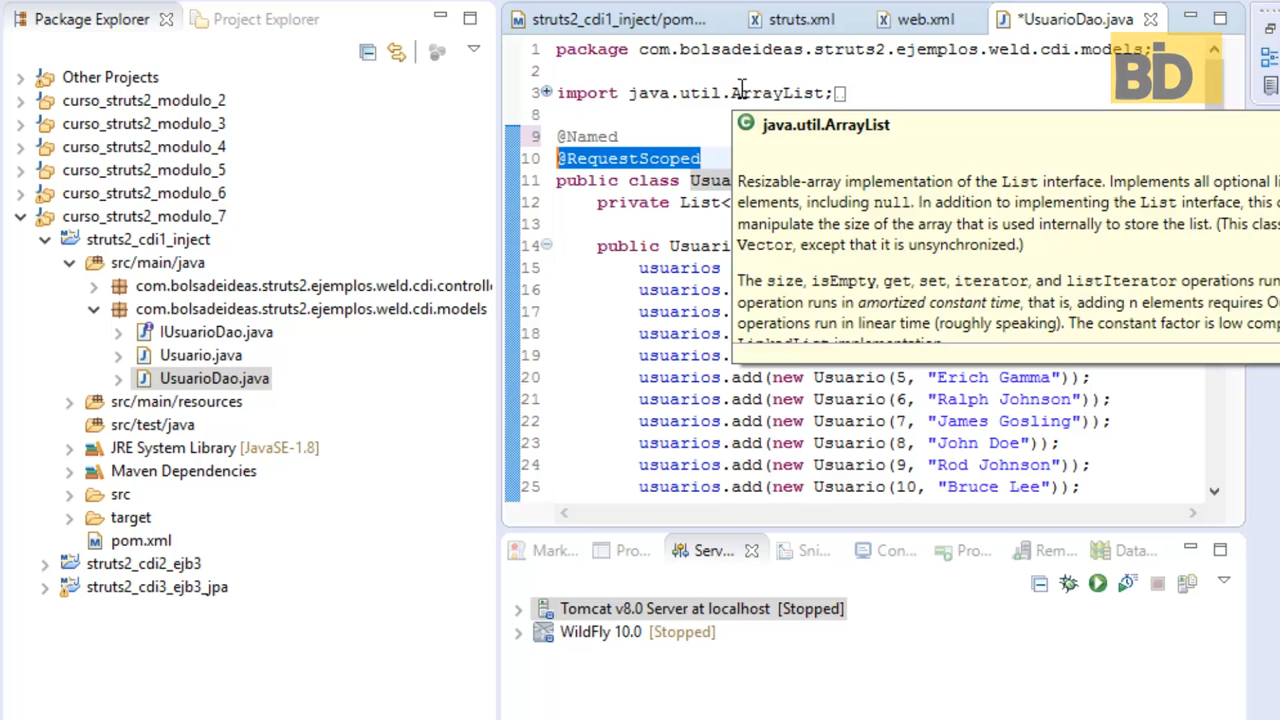 Package Explorer
Project Explorer
Other Projects
curso_struts2_modulo_2
curso_struts2_modulo_3
curso_struts2_modulo_4
curso_struts2_modulo_5
curso_struts2_modulo_6
curso_struts2_modulo_7
struts2_cdi1_inject
src/main/java
com.bolsadeideas.struts2.ejemplos.weld.cdi.controlle
com.bolsadeideas.struts2.ejemplos.weld.cdi.models
IUsuarioDao.java
Usuario.java
UsuarioDao.java
src/main/resources
src/test/java
JRE System Library [JavaSE-1.8]
Maven Dependencies
src
target
pom.xml
struts2_cdi2_ejb3
struts2_cdi3_ejb3_jpa
struts2_cdi1_inject/pom...
struts.xml
web.xml
*UsuarioDao.java
BD
1 package com.bolsadeideas.struts2.ejemplos.weld.cdi.models;
2
3 import java.util.ArrayList;
8
9 @Named
10 @RequestScoped
11 public class Usua
12 private List<
13
14 public Usuari
15 usuarios
16 usuarios.
17 usuarios.
18 usuarios.
19 usuarios.
20 usuarios.add(new Usuario(5, "Erich Gamma"));
21 usuarios.add(new Usuario(6, "Ralph Johnson"));
22 usuarios.add(new Usuario(7, "James Gosling"));
23 usuarios.add(new Usuario(8, "John Doe"));
24 usuarios.add(new Usuario(9, "Rod Johnson"));
25 usuarios.add(new Usuario(10, "Bruce Lee"));
java.util.ArrayList
Resizable-array implementation of the List interface. Implements all optional li
elements, including null. In addition to implementing the List interface, this c
manipulate the size of the array that is used internally to store the list. (This clas
Vector, except that it is unsynchronized.)
The size, isEmpty, get, set, iterator, and listIterator operations run
operation runs in amortized constant time, that is, adding n elements requires O
operations run in linear time (roughly speaking). The constant factor is low comp
LinkedList implementation.
Mark...
Pro...
Serv...
Sni...
Con...
Pro...
Rem...
Data...
Tomcat v8.0 Server at localhost [Stopped]
WildFly 10.0 [Stopped]